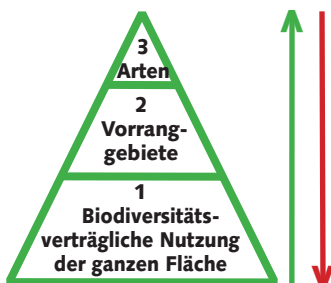 3
Arten
2
Vorrang-
gebiete
1
Biodiversitäts-
verträgliche Nutzung
der ganzen Fläche